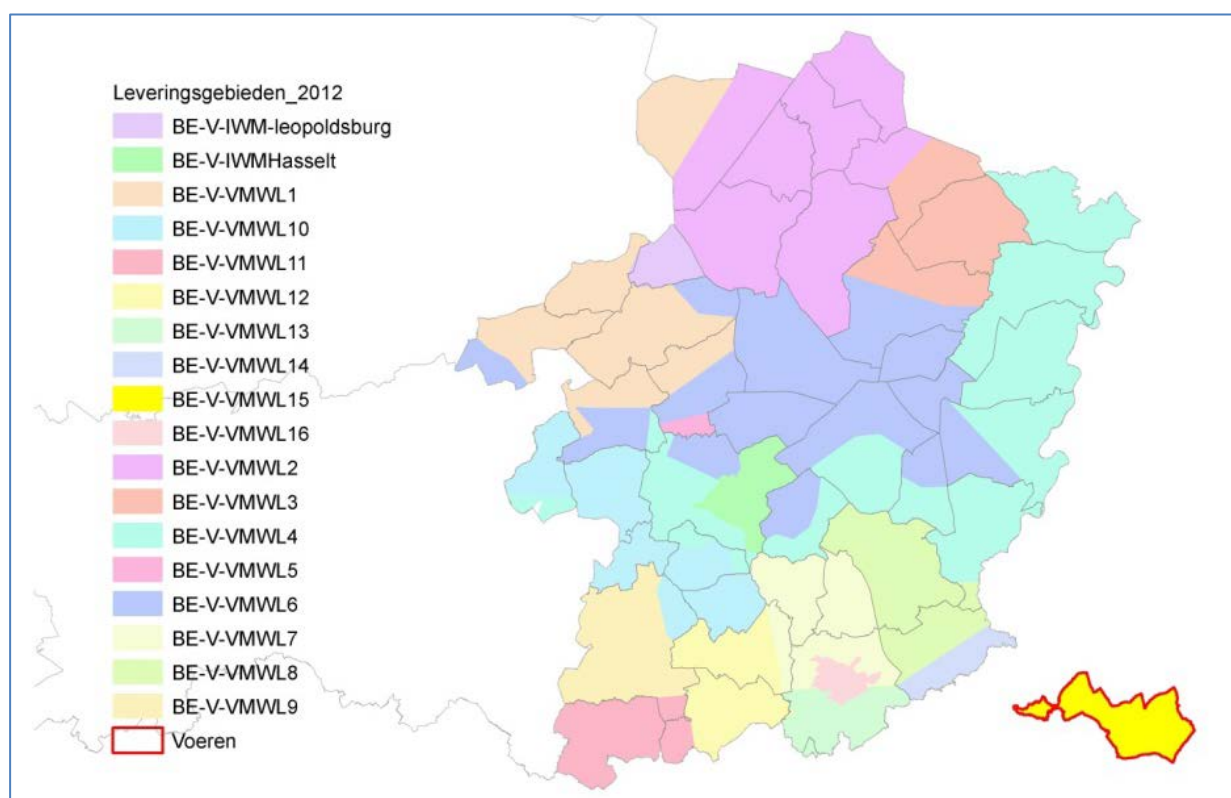 Leveringsgebieden_2012
BE-V-IWM-leopoldsburg
BE-V-IWMHasselt
BE-V-VMWL1
BE-V-VMWL10
BE-V-VMWL11
BE-V-VMWL12
BE-V-VMWL13
BE-V-VMWL14
BE-V-VMWL15
BE-V-VMWL16
BE-V-VMWL2
BE-V-VMWL3
BE-V-VMWL4
BE-V-VMWL5
BE-V-VMWL6
BE-V-VMWL7
BE-V-VMWL8
BE-V-VMWL9
Voeren